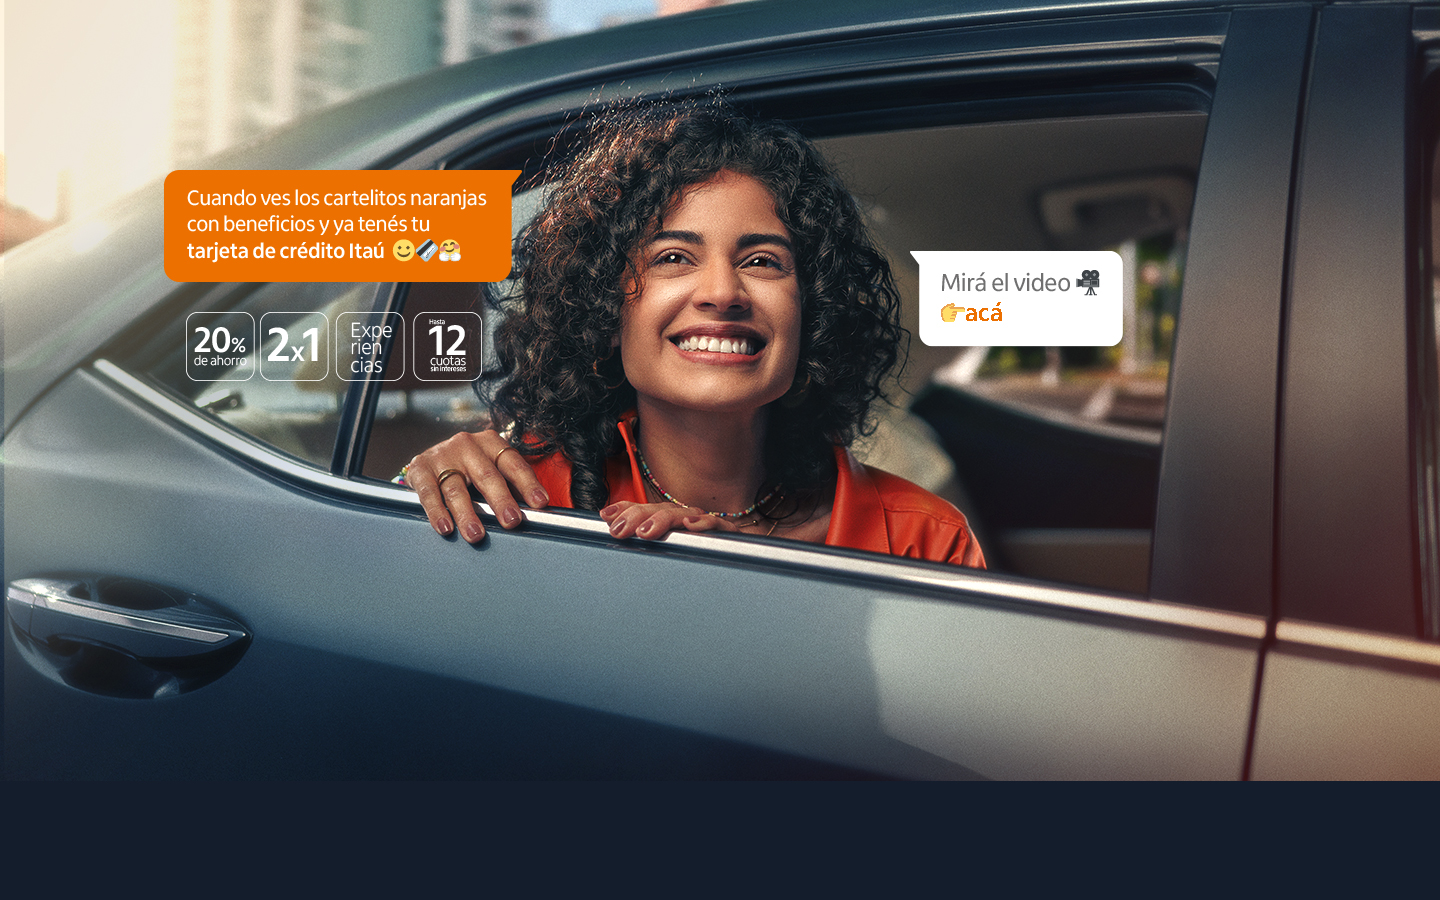 Cuando ves los cartelitos naranjas
con beneficios y ya tenés tu
tarjeta de crédito Itaú 🙂💳🤗
20%
de ahorro
2x1
Expe
rien
cias
Hasta
12
cuotas
sin intereses
Mirá el video 🎥
👉acá